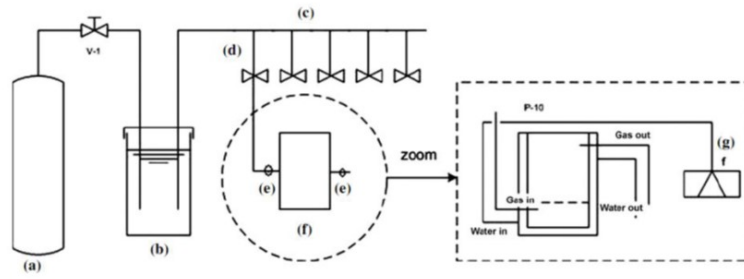 (c)
V-1
(d)
P-10
Gas out
(g)
f
zoom
(e)
(e)
Gas in
Water out
Water in
(f)
(b)
(a)